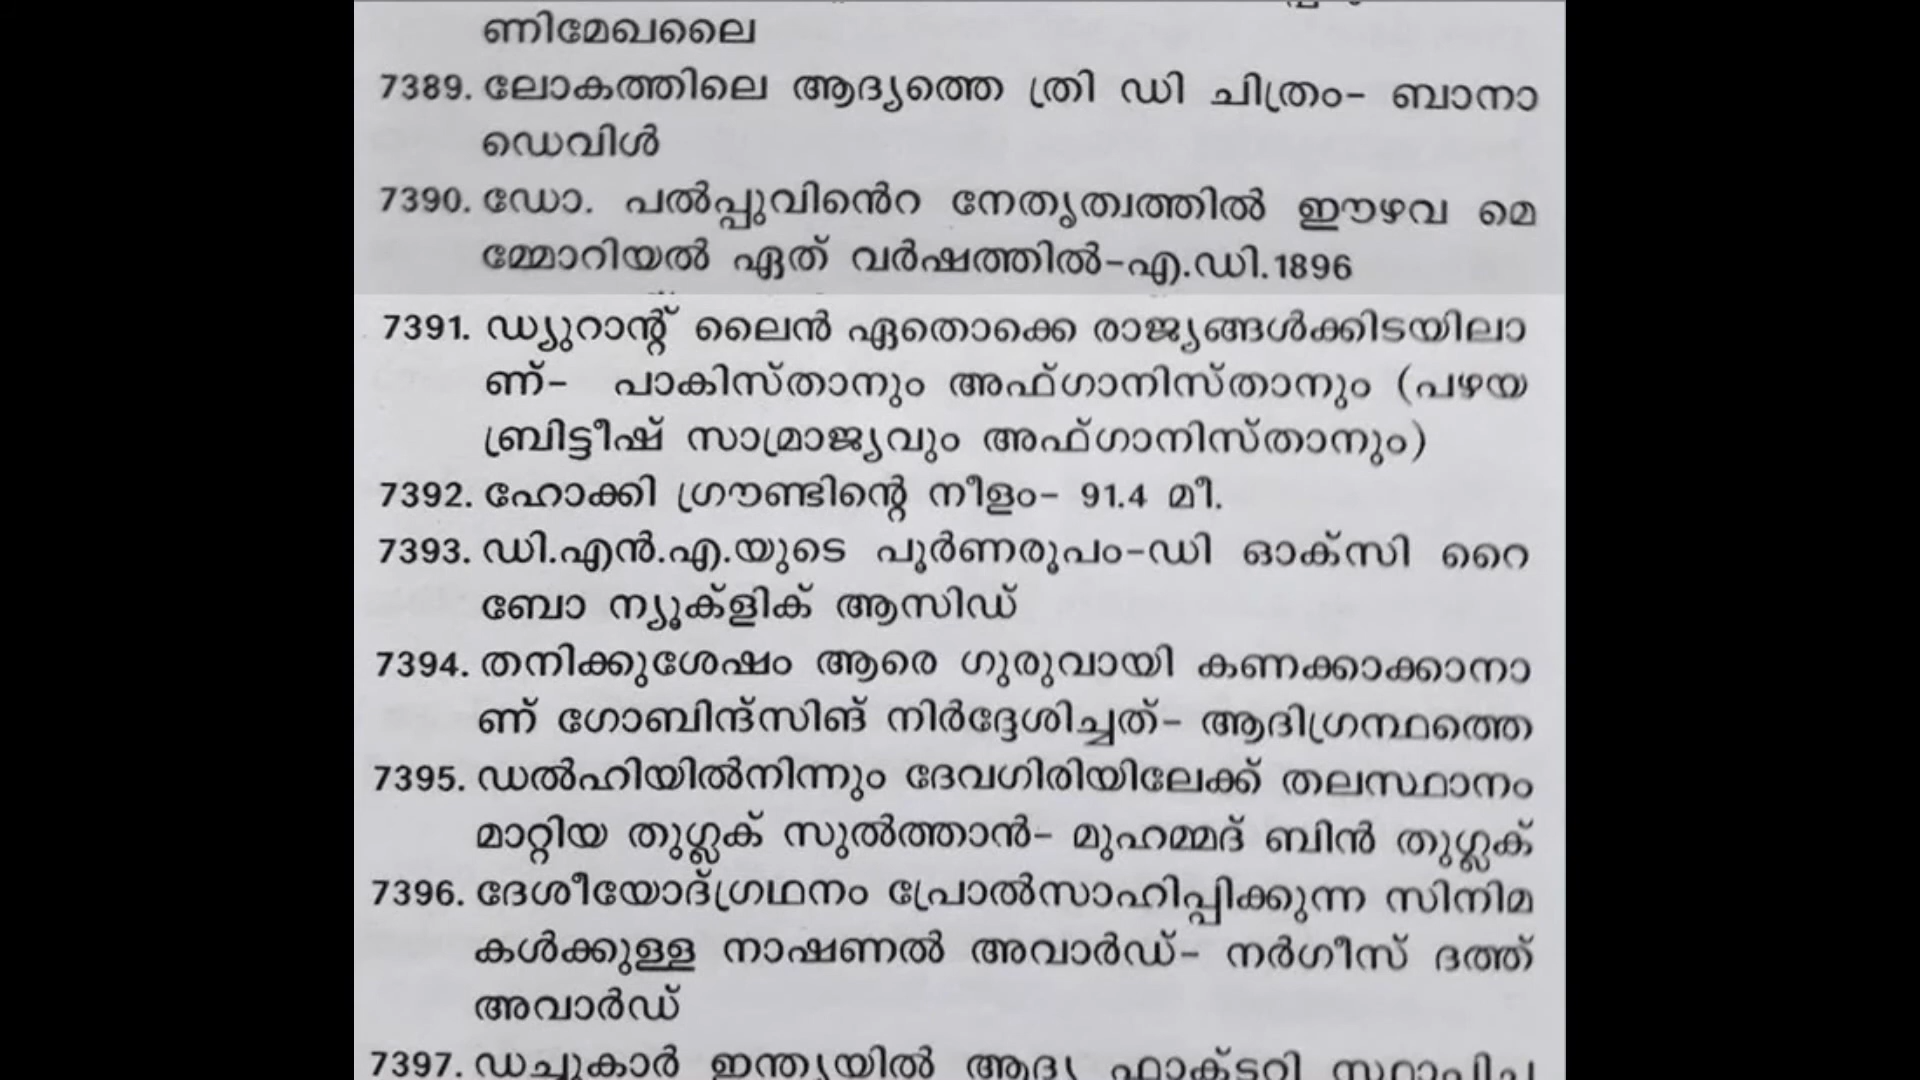 ണിമേഖലൈ
7389. ലോകത്തിലെ ആദ്യത്തെ ത്രി ഡി ചിത്രം- ബാനാ
ഡെവിൾ
7390. ഡോ. പൽപ്പുവിൻെറ നേതൃത്വത്തിൽ ഈഴവ മെ
മ്മോറിയൽ ഏത് വർഷത്തിൽ-എ.ഡി.1896
7391. ഡ്യുറാന്റ് ലൈൻ ഏതൊക്കെ രാജ്യങ്ങൾക്കിടയിലാ
ണ്- പാകിസ്താനും അഫ്ഗാനിസ്താനും (പഴയ
ബ്രിട്ടീഷ് സാമ്രാജ്യവും അഫ്ഗാനിസ്താനും)
7392. ഹോക്കി ഗ്രൗണ്ടിന്റെ നീളം- 91.4 മീ.
7393. ഡി.എൻ.എ.യുടെ പൂർണരൂപം-ഡി ഓക്സി റൈ
ബോ ന്യൂക്ളിക് ആസിഡ്
7394. തനിക്കുശേഷം ആരെ ഗുരുവായി കണക്കാക്കാനാ
ണ് ഗോബിന്ദ്സിങ് നിർദ്ദേശിച്ചത്- ആദിഗ്രന്ഥത്തെ
7395. ഡൽഹിയിൽനിന്നും ദേവഗിരിയിലേക്ക് തലസ്ഥാനം
മാറ്റിയ തുഗ്ലക് സുൽത്താൻ- മുഹമ്മദ് ബിൻ തുഗ്ലക്
7396. ദേശീയോദ്ഗ്രഥനം പ്രോൽസാഹിപ്പിക്കുന്ന സിനിമ
കൾക്കുള്ള നാഷണൽ അവാർഡ്- നർഗീസ് ദത്ത്
അവാർഡ്
7397. ഡച്ചുകാർ ഇന്ത്യയിൽ ആദ്യ ഫാക്ടറി സ്ഥാപിച്ച